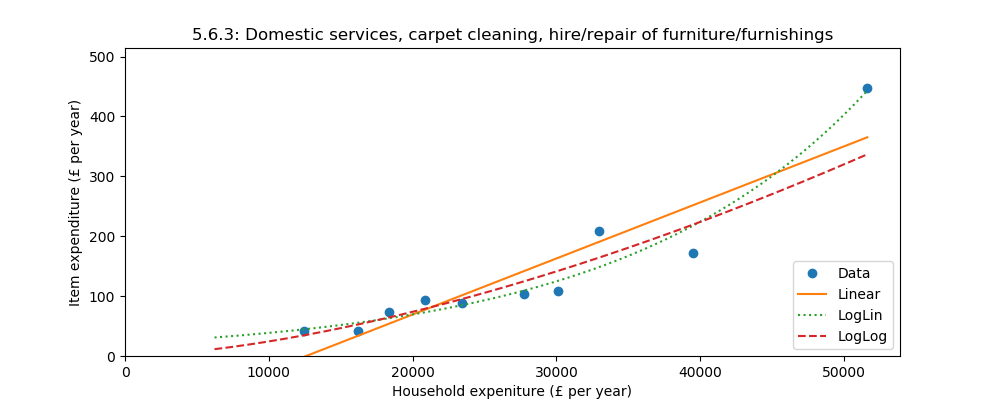 5.6.3: Domestic services, carpet cleaning, hire/repair of furniture/furnishings
Item expenditure (£ per year)
500
400
300
200
100
0
0 10000 20000 30000 40000 50000
Household expeniture (£ per year)
Data
Linear
LogLin
LogLog